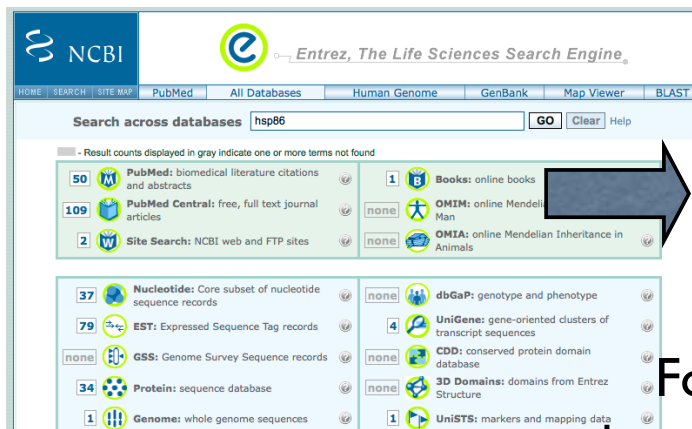 NCBI
Entrez, The Life Sciences Search Engine
HOME SEARCH SITE MAP PubMed All Databases Human Genome GenBank Map Viewer BLAST
Search across databases hsp86 GO Clear Help
- Result counts displayed in gray indicate one or more terms not found
50 PubMed: biomedical literature citations
and abstracts
109 PubMed Central: free, full text journal
articles
2 Site Search: NCBI web and FTP sites
1 Books: online books
none OMIM: online Mendelia
Man
none OMIA: online Mendelian Inheritance in
Animals
37 Nucleotide: Core subset of nucleotide
sequence records
79 EST: Expressed Sequence Tag records
none GSS: Genome Survey Sequence records
34 Protein: sequence database
1 Genome: whole genome sequences
none dbGaP: genotype and phenotype
4 UniGene: gene-oriented clusters of
transcript sequences
none CDD: conserved protein domain
database
none 3D Domains: domains from Entrez
Structure
1 UniSTS: markers and mapping data
Fo